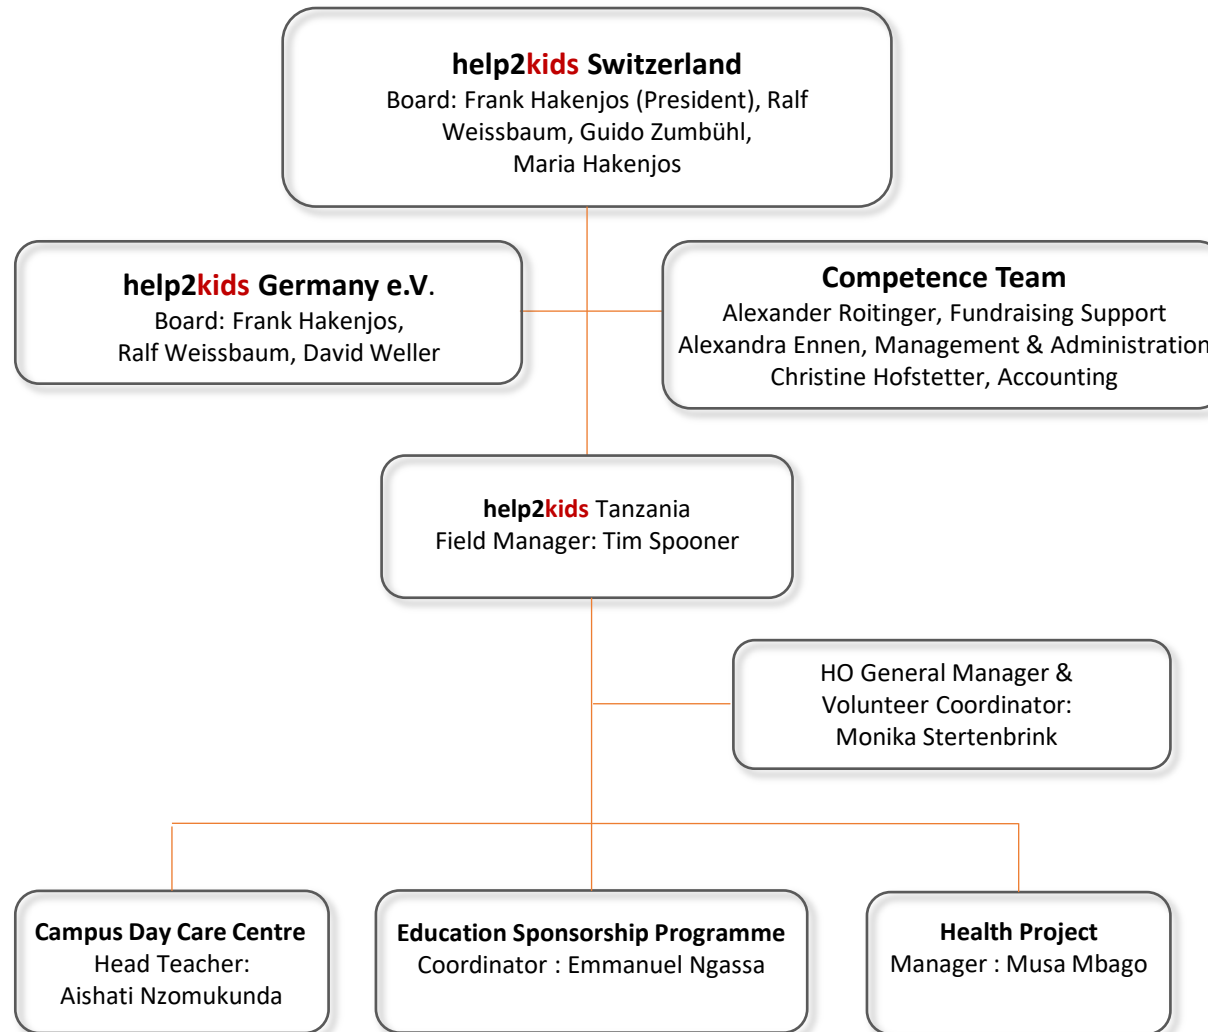 help2kids Switzerland
Board: Frank Hakenjos (President), Ralf
Weissbaum, Guido Zumbühl,
Maria Hakenjos
help2kids Germany e.V.
Board: Frank Hakenjos,
Ralf Weissbaum, David Weller
Competence Team
Alexander Roitinger, Fundraising Support
Alexandra Ennen, Management & Administration
Christine Hofstetter, Accounting
help2kids Tanzania
Field Manager: Tim Spooner
HO General Manager &
Volunteer Coordinator:
Monika Stertenbrink
Campus Day Care Centre
Head Teacher:
Aishati Nzomukunda
Education Sponsorship Programme
Coordinator : Emmanuel Ngassa
Health Project
Manager : Musa Mbago